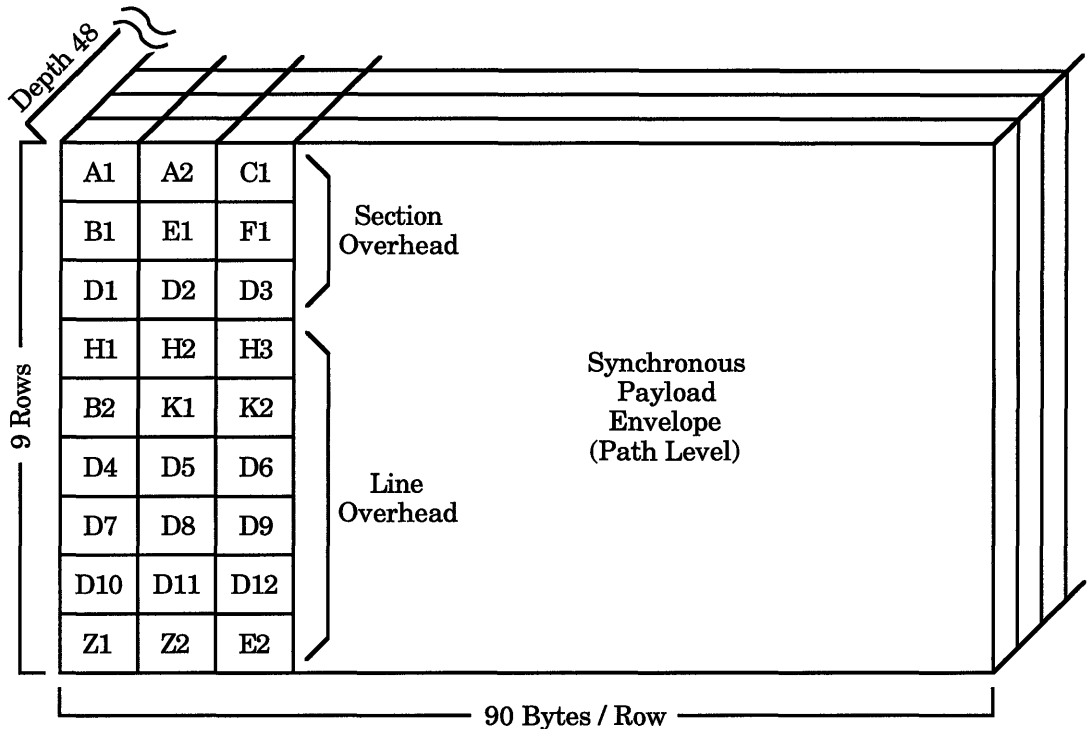 Depth 48
A1 A2 C1
B1 E1 F1
D1 D2 D3
Section
Overhead
H1 H2 H3
B2 K1 K2
D4 D5 D6
D7 D8 D9
D10 D11 D12
Z1 Z2 E2
Line
Overhead
Synchronous
Payload
Envelope
(Path Level)
9 Rows
90 Bytes / Row